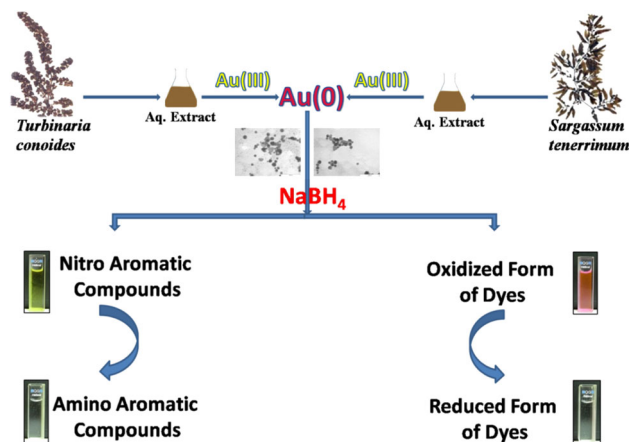 Au(III)
Au(III)
Au(0)
Aq. Extract
Aq. Extract
Turbinaria
conoides
Sargassum
tenerrimum
NaBH4
Nitro Aromatic
Compounds
Oxidized Form
of Dyes
Amino Aromatic
Compounds
Reduced Form
of Dyes